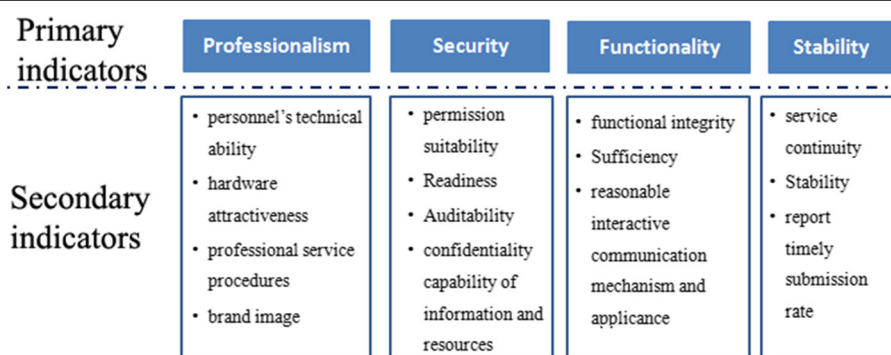 Primary
indicators
Professionalism
Security
Functionality
Stability
Secondary
indicators
• personnel's technical
ability
• hardware
attractiveness
• professional service
procedures
• brand image
• permission
suitability
• Readiness
• Auditability
• confidentiality
capability of
information and
resources
• functional integrity
• Sufficiency
• reasonable
interactive
communication
mechanism and
applicance
• service
continuity
• Stability
• report
timely
submission
rate